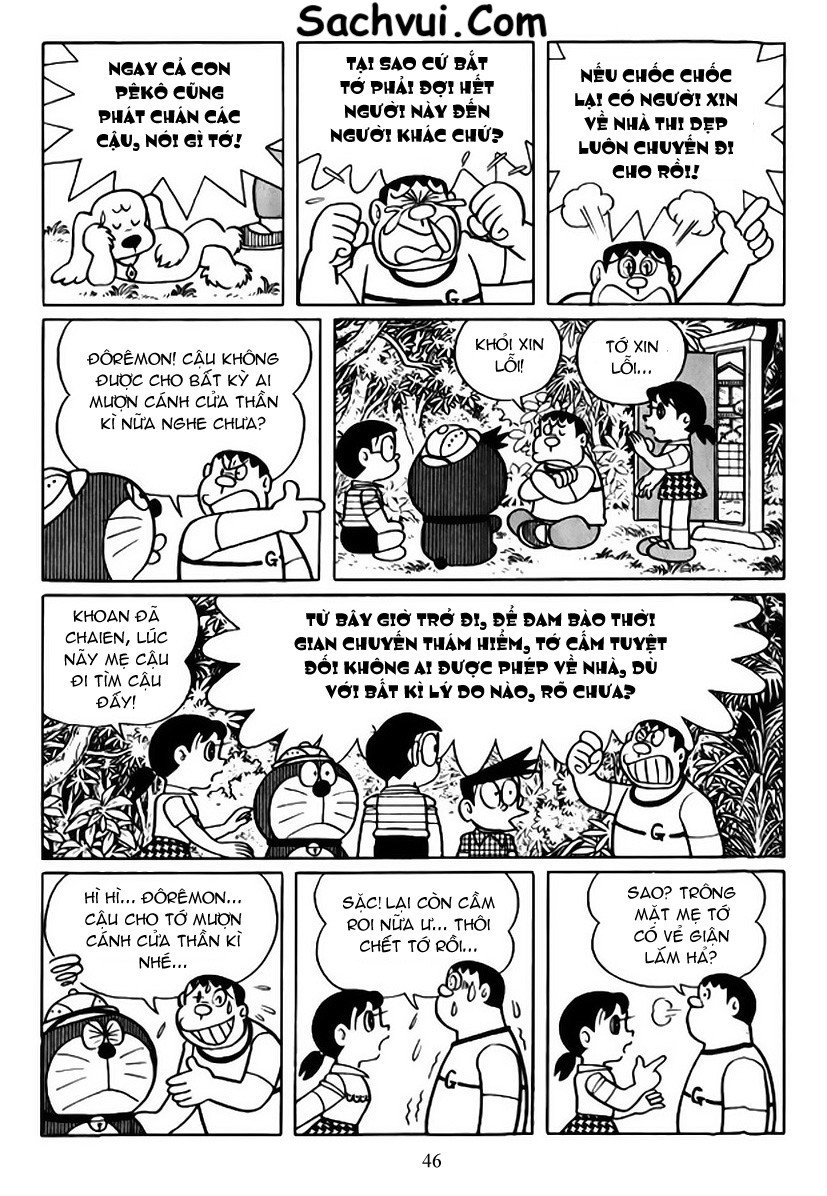 Sachvui.Com
NẾU CHỐC CHỐC
LẠI CÓ NGƯỜI XIN
VỀ NHÀ THI DẸP
LUÔN CHUYẾN ĐI
CHO RỒI!
TẠI SAO CỨ BẮT
TỚ PHẢI ĐỢI HẾT
NGƯỜI NÀY ĐẾN
NGƯỜI KHÁC CHỨ?
NGAY CẢ CON
PÊKÔ CŨNG
PHÁT CHÁN CÁC
CẬU, NÓI GÌ TỚ!
TỚ XIN
LỖI...
KHỎI XIN
LỖI!
G
ĐÔRÊMON! CẬU KHÔNG
ĐƯỢC CHO BẤT KỲ AI
MƯỢN CÁNH CỬA THẦN
KÌ NỮA NGHE CHƯA?
G
TỪ BÂY GIỜ TRỞ ĐI, ĐỂ ĐAM BÀO THỜI
GIAN CHUYẾN THÁM HIỂM, TỚ CẤM TUYỆT
ĐỐI KHÔNG AI ĐƯỢC PHÉP VỀ NHÀ, DÙ
VỚI BẤT KÌ LÝ DO NÀO, RÕ CHƯA?
G
KHOAN ĐÃ
CHAIEN, LÚC
NÃY MẸ CẬU
ĐI TÌM CẬU
ĐẤY!
SAO? TRÔNG
MẶT MẸ TỚ
CÓ VẺ GIẬN
LẮM HẢ?
G
SẶC! LẠI CÒN CẦM
ROI NỮA Ư... THÔI
CHẾT TỚ RỒI...
G
HÌ HÌ... ĐÔRÊMON...
CẬU CHO TỚ MƯỢN
CÁNH CỬA THẦN KÌ
NHÉ...
46